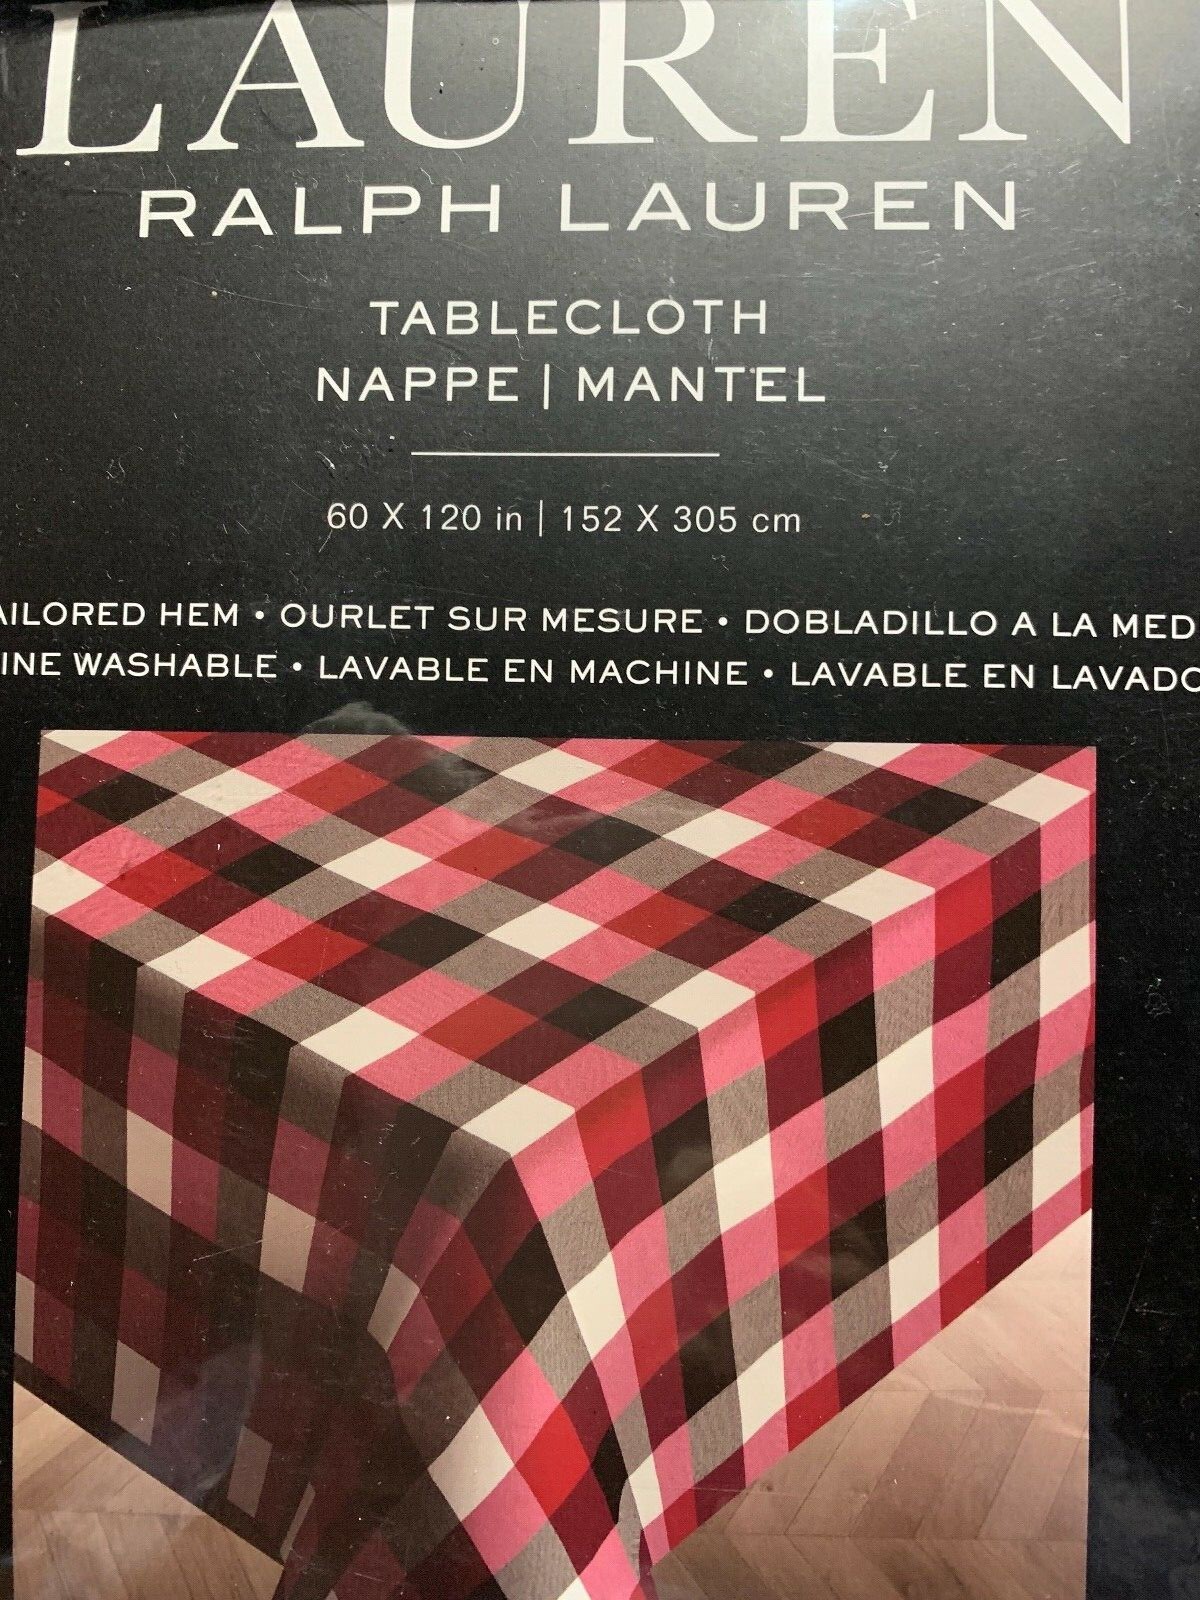 LAUREN
RALPH LAUREN
TABLECLOTH
NAPPE | MANTEL
60 X 120 in | 152 X 305 cm
AILORED HEM • OURLET SUR MESURE • DOBLADILLO A LA MED
INE WASHABLE • LAVABLE EN MACHINE • LAVABLE EN LAVADO